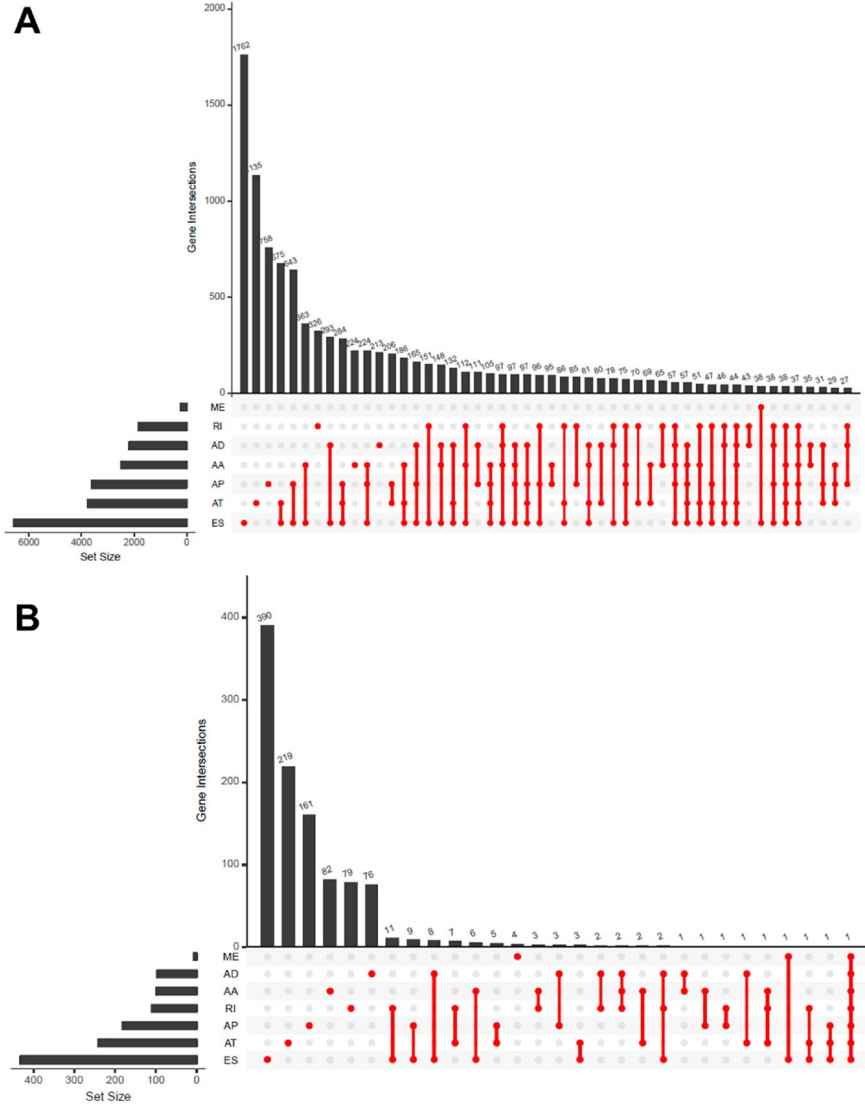 A
2000
1500
1000
500
0
Gene Intersections
1762 1135 758 675 643 363 326 293 284 224 224 213 206 186 165 151 148 132 112 111 105 97 97 97 96 95 86 85 81 80 78 75 70 69 65 57 57 51 47 46 44 43 38 38 38 37 35 31 29 27
ME
RI
AD
AA
AP
AT
ES
6000 4000 2000 0
Set Size
B
400
300
200
100
0
Gene Intersections
390 219 161 82 79 76 11 9 8 7 6 5 4 3 3 3 2 2 2 2 1 1 1 1 1 1 1 1 1
ME
AD
AA
RI
AP
AT
ES
400 300 200 100 0
Set Size